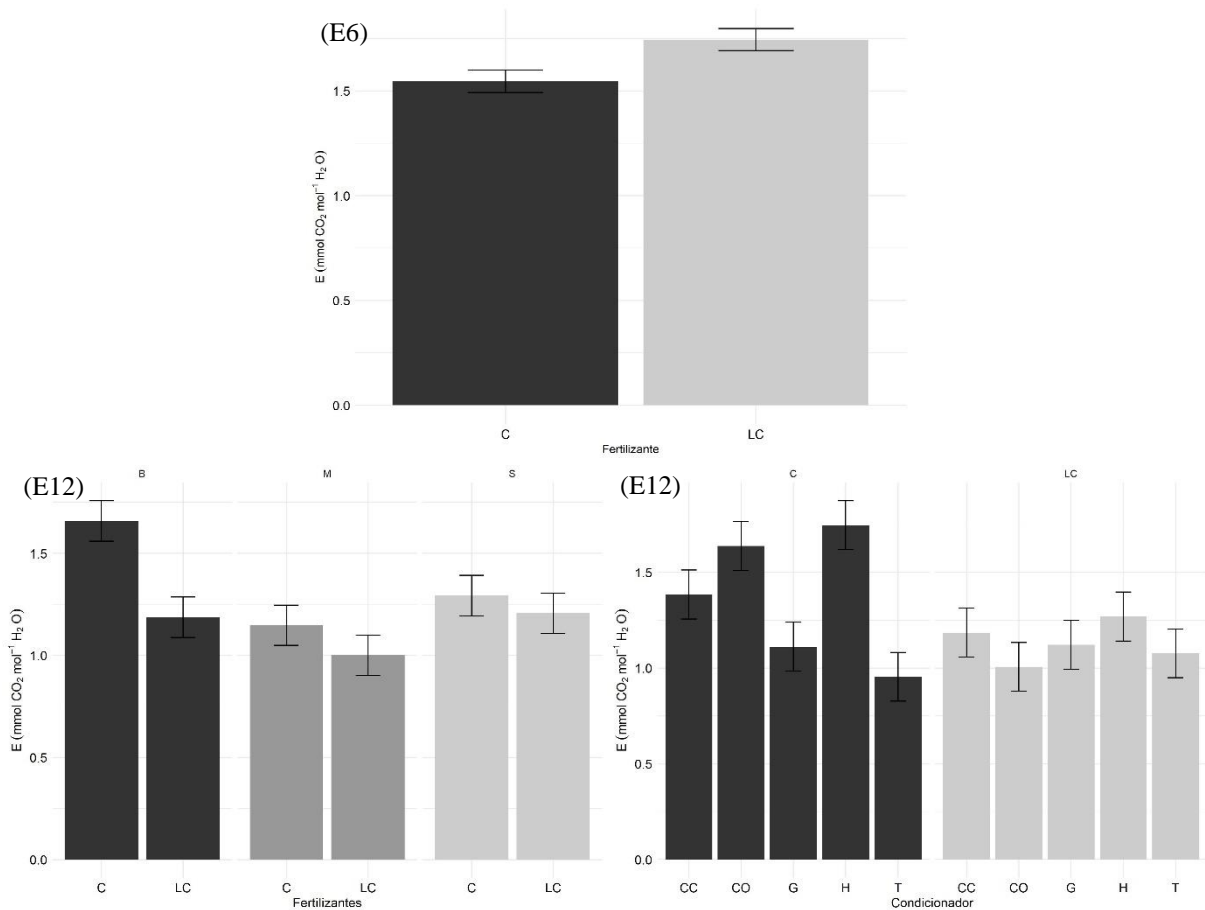 (E6)
E (mmol CO₂ mol⁻¹ H₂ O)
1.5
1.0
0.5
0.0
C LC
Fertilizante
(E12)
B M S
E (mmol CO₂ mol⁻¹ H₂ O)
1.5
1.0
0.5
0.0
C LC C LC C LC
Fertilizantes
(E12)
C LC
E (mmol CO₂ mol⁻¹ H₂ O)
1.5
1.0
0.5
0.0
CC CO G H T CC CO G H T
Condicionador